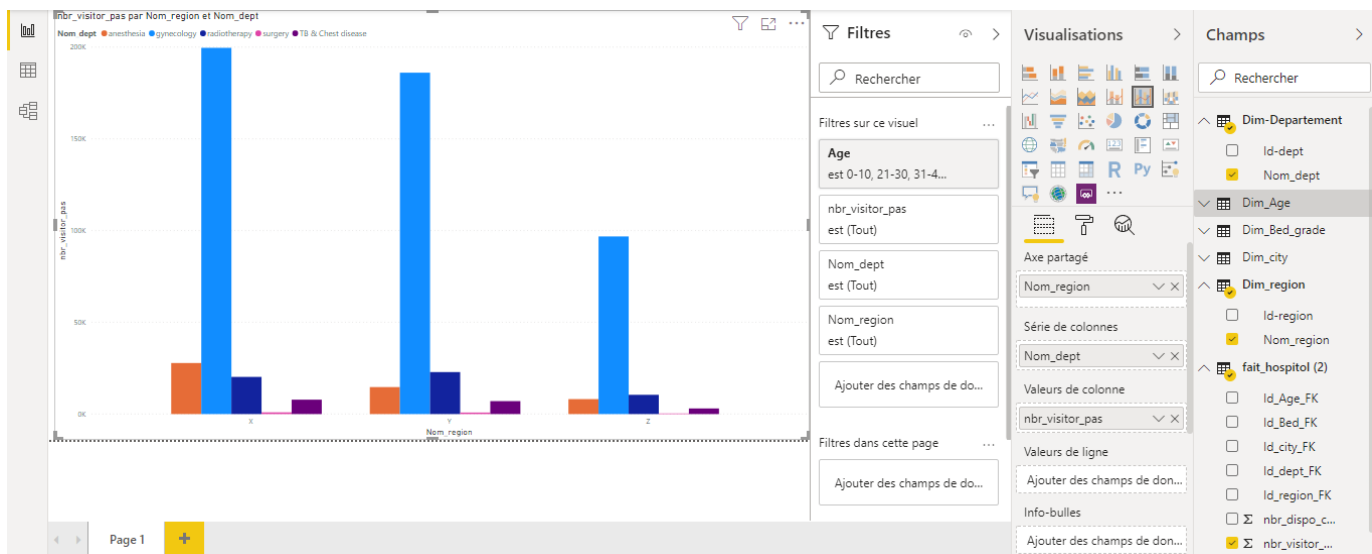 nbr_visitor_pas par Nom_region et Nom_dept
Nom dept anesthesia gynecology radiotherapy surgery TB & Chest disease
200K
150K
100K
50K
0K
nbr_visitor_pas
X Y Z
Nom_region
Page 1
+
Filtres
Rechercher
Filtres sur ce visuel ...
Age
est 0-10, 21-30, 31-4...
nbr_visitor_pas
est (Tout)
Nom_dept
est (Tout)
Nom_region
est (Tout)
Ajouter des champs de do...
Filtres dans cette page ...
Ajouter des champs de do...
Visualisations
123
R Py
...
Axe partagé
Nom_region
Série de colonnes
Nom_dept
Valeurs de colonne
nbr_visitor_pas
Valeurs de ligne
Ajouter des champs de don...
Info-bulles
Ajouter des champs de don...
Champs
Rechercher
Dim-Departement
Id-dept
Nom_dept
Dim_Age
Dim_Bed_grade
Dim_city
Dim_region
Id-region
Nom_region
fait_hospitol (2)
Id_Age_FK
Id_Bed_FK
Id_city_FK
Id_dept_FK
Id_region_FK
Σ nbr_dispo_c...
Σ nbr_visitor_...